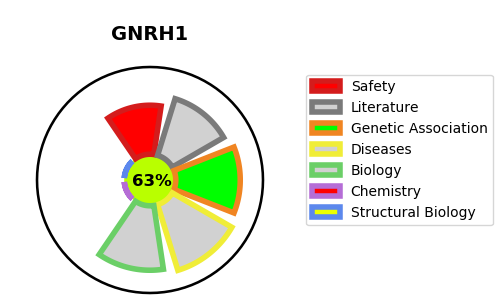 GNRH1
63%
Safety
Literature
Genetic Association
Diseases
Biology
Chemistry
Structural Biology